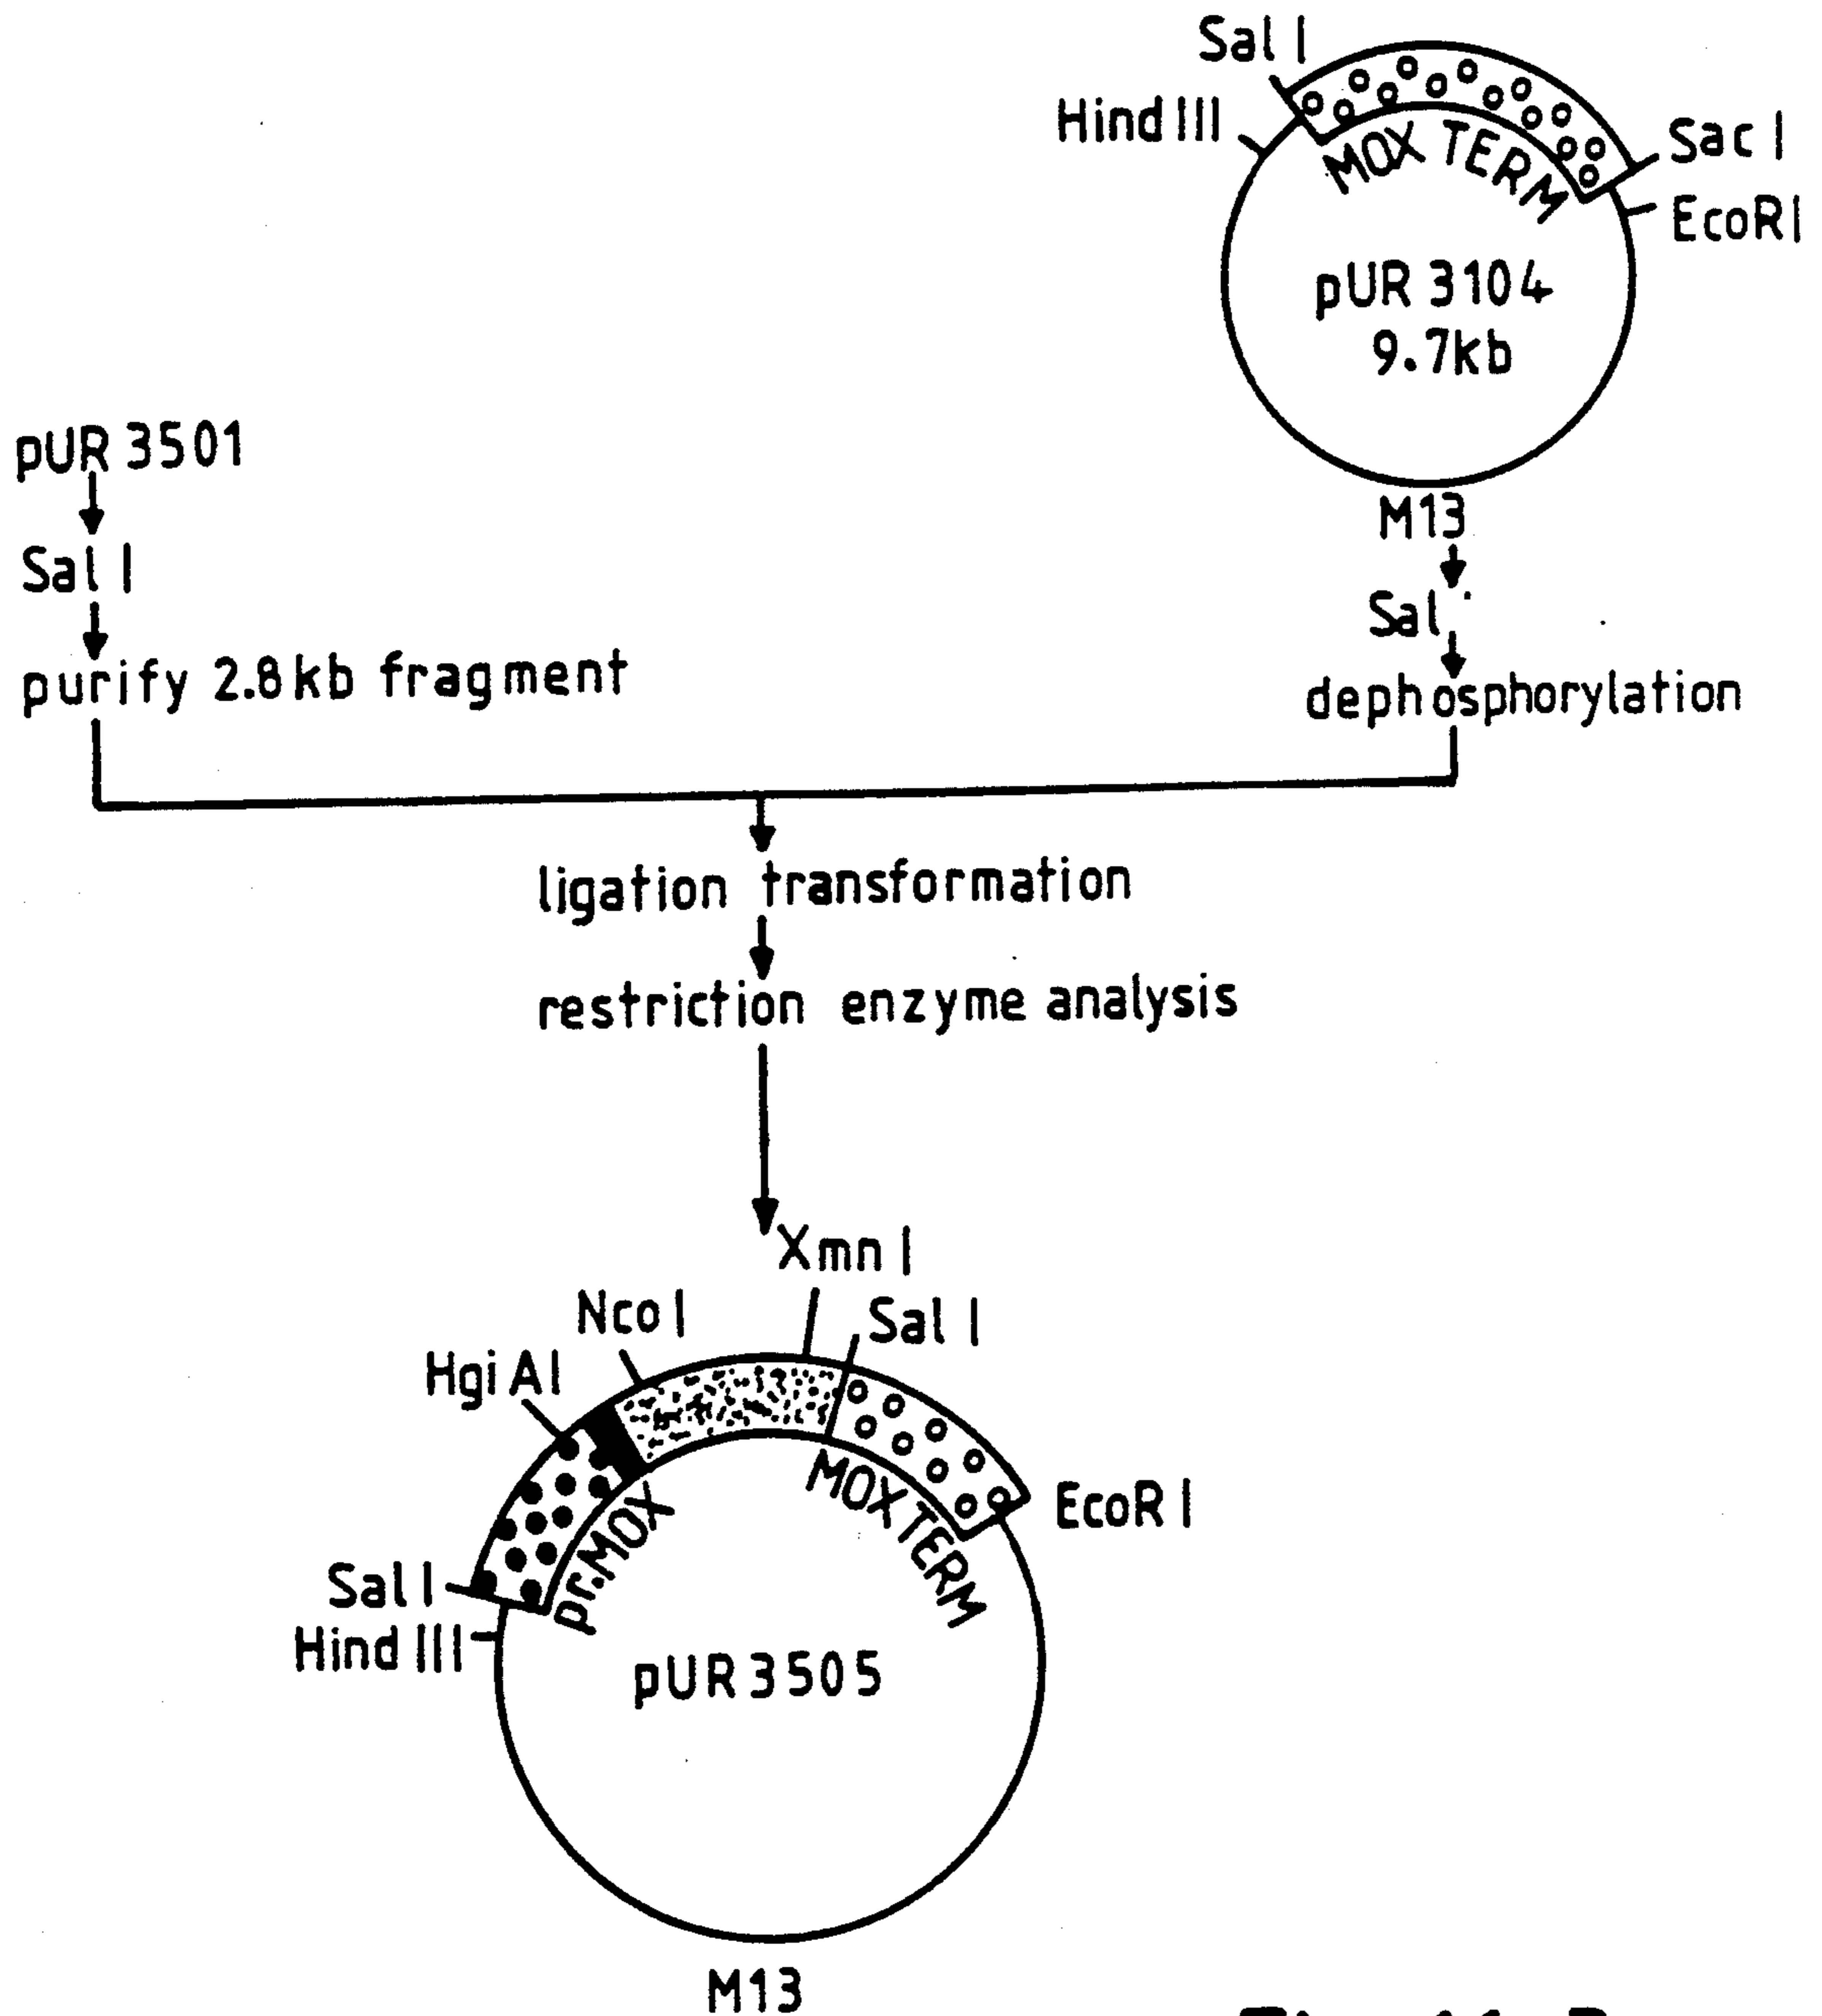 Sal I
Hind III
MOX TERM
Sac I
EcoR I
pUR 3104
9.7kb
M13
pUR 3501
Sal I
purify 2.8kb fragment
Sal
dephosphorylation
ligation transformation
restriction enzyme analysis
Xmn I
Nco I
Sal I
Hgi AI
pr. MOX
MOX TERM
EcoR I
Sal I
Hind III
pUR 3505
M13